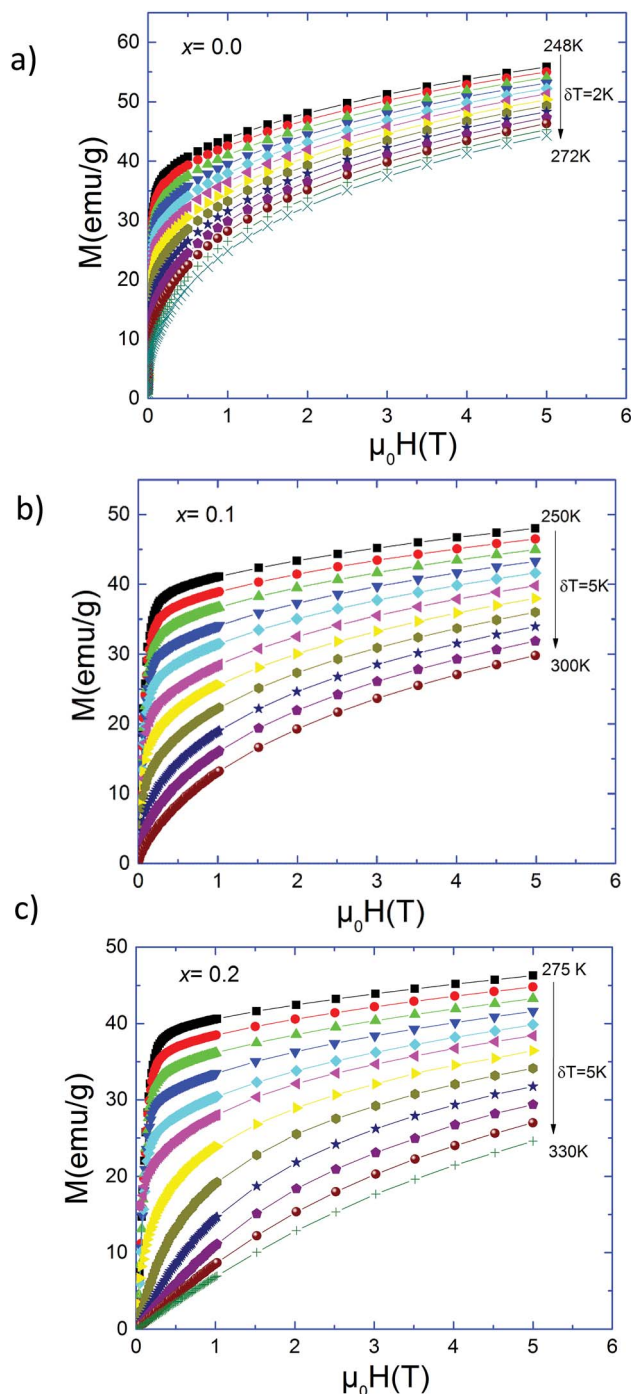 a)
x= 0.0
60
50
40
30
20
10
0
M(emu/g)
248K
δT=2K
272K
0 1 2 3 4 5 6
μ₀H(T)
b)
x= 0.1
50
40
30
20
10
0
M(emu/g)
250K
δT=5K
300K
0 1 2 3 4 5 6
μ₀H(T)
c)
x= 0.2
50
40
30
20
10
0
M(emu/g)
275 K
δT=5K
330K
0 1 2 3 4 5 6
μ₀H(T)